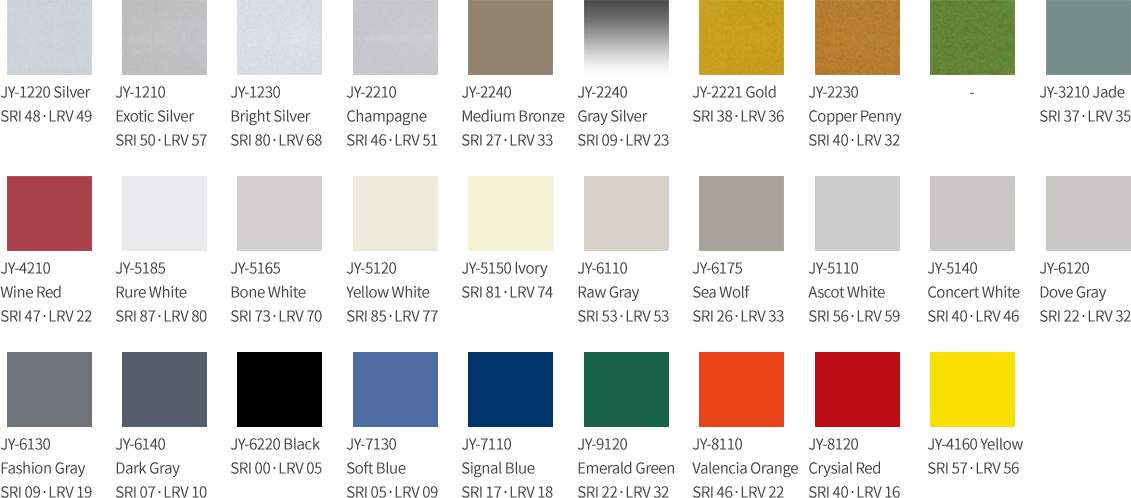 JY-1220 Silver
SRI 48 · LRV 49
JY-1210
Exotic Silver
SRI 50 · LRV 57
JY-1230
Bright Silver
SRI 80 · LRV 68
JY-2210
Champagne
SRI 46 · LRV 51
JY-2240
Medium Bronze
SRI 27 · LRV 33
JY-2240
Gray Silver
SRI 09 · LRV 23
JY-2221 Gold
SRI 38 · LRV 36
JY-2230
Copper Penny
SRI 40 · LRV 32
-
JY-3210 Jade
SRI 37 · LRV 35
JY-4210
Wine Red
SRI 47 · LRV 22
JY-5185
Rure White
SRI 87 · LRV 80
JY-5165
Bone White
SRI 73 · LRV 70
JY-5120
Yellow White
SRI 85 · LRV 77
JY-5150 lvory
SRI 81 · LRV 74
JY-6110
Raw Gray
SRI 53 · LRV 53
JY-6175
Sea Wolf
SRI 26 · LRV 33
JY-5110
Ascot White
SRI 56 · LRV 59
JY-5140
Concert White
SRI 40 · LRV 46
JY-6120
Dove Gray
SRI 22 · LRV 32
JY-6130
Fashion Gray
SRI 09 · LRV 19
JY-6140
Dark Gray
SRI 07 · LRV 10
JY-6220 Black
SRI 00 · LRV 05
JY-7130
Soft Blue
SRI 05 · LRV 09
JY-7110
Signal Blue
SRI 17 · LRV 18
JY-9120
Emerald Green
SRI 22 · LRV 32
JY-8110
Valencia Orange
SRI 46 · LRV 22
JY-8120
Crysial Red
SRI 40 · LRV 16
JY-4160 Yellow
SRI 57 · LRV 56